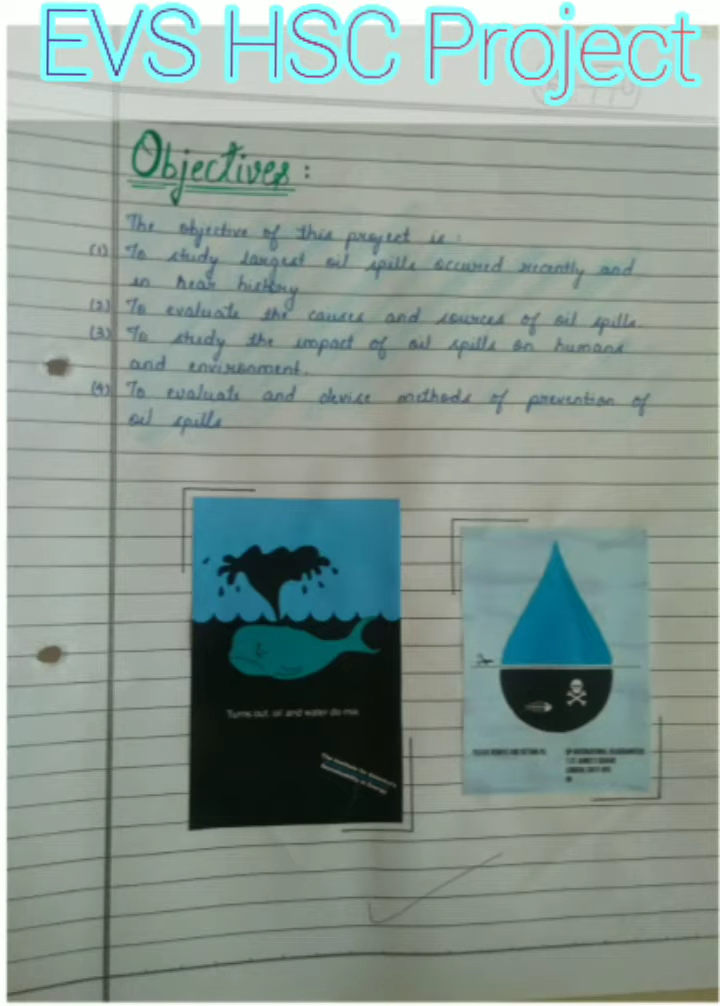 EVS HSC Project
Objectives :
The objective of this project is :
(1) To study largest oil spills occured recently and
in near history
(2) To evaluate the causes and sources of oil spills.
(3) To study the impact of oil spills on humans
and environment.
(4) To evaluate and devise methods of prevention of
oil spills
Turns out, oil and water do mix